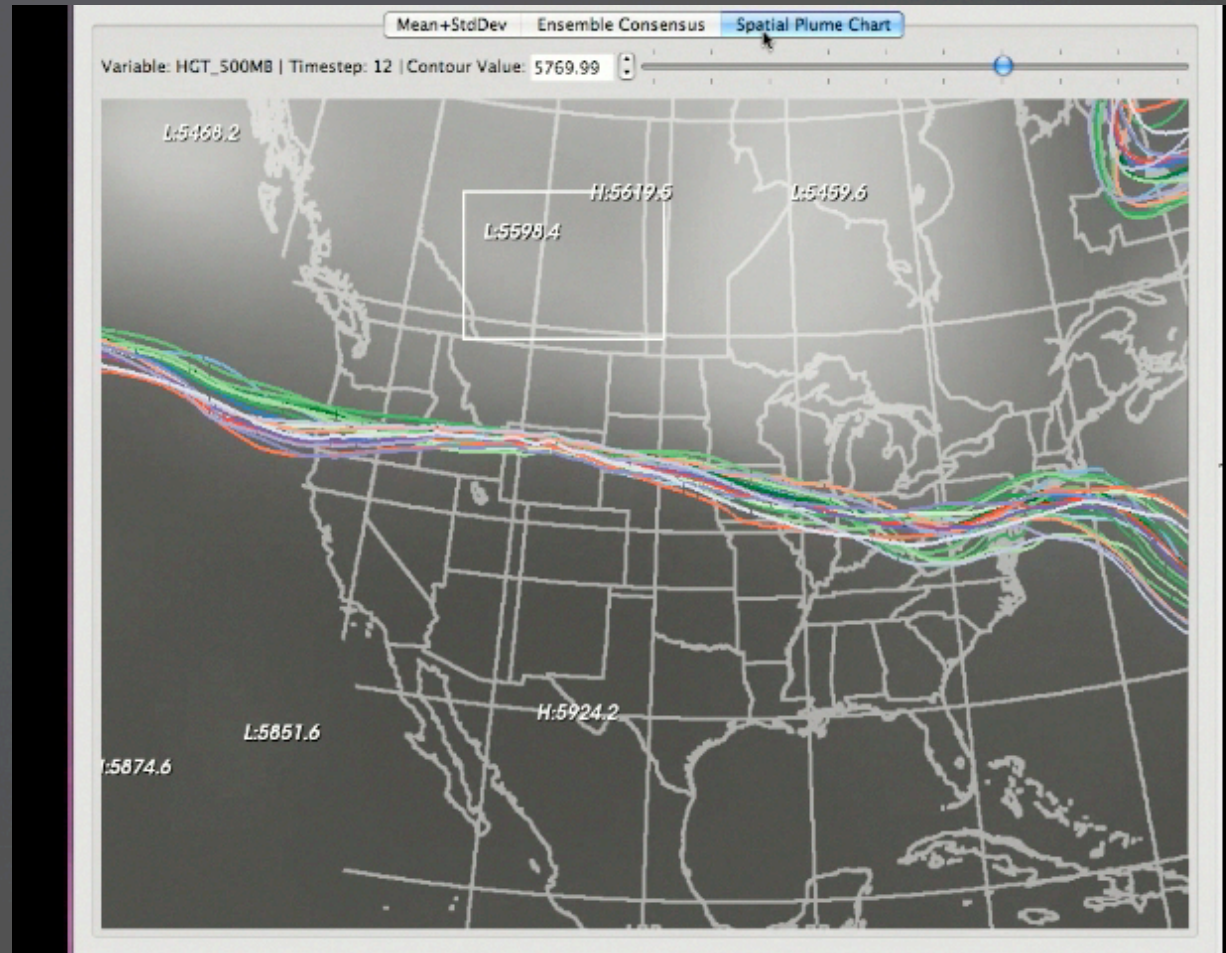 Mean+StdDev Ensemble Consensus Spatial Plume Chart
Variable: HGT_500MB | Timestep: 12 | Contour Value: 5769.99
L:5468.2
H:5619.5 L:5459.6
L:5598.4
H:5924.2
L:5851.6
:5874.6